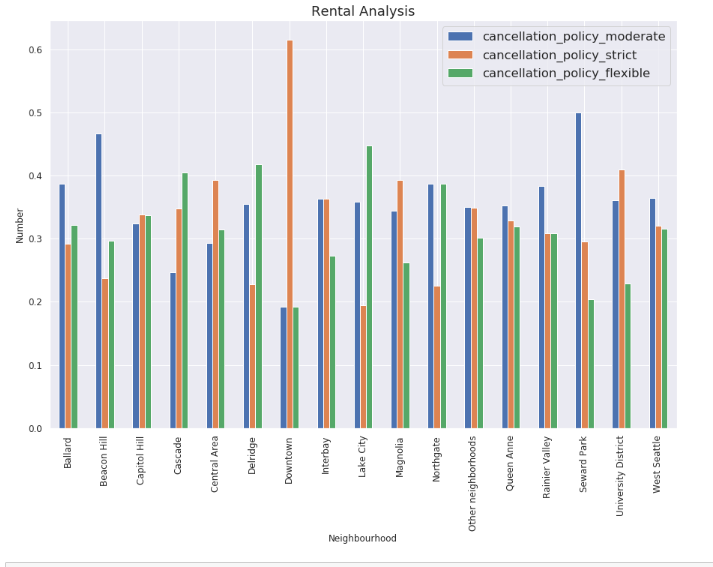 Rental Analysis
cancellation_policy_moderate
cancellation_policy_strict
cancellation_policy_flexible
0.6
0.5
0.4
0.3
0.2
0.1
0.0
Number
Ballard
Beacon Hill
Capitol Hill
Cascade
Central Area
Delridge
Downtown
Interbay
Lake City
Magnolia
Northgate
Other neighborhoods
Queen Anne
Rainier Valley
Seward Park
University District
West Seattle
Neighbourhood